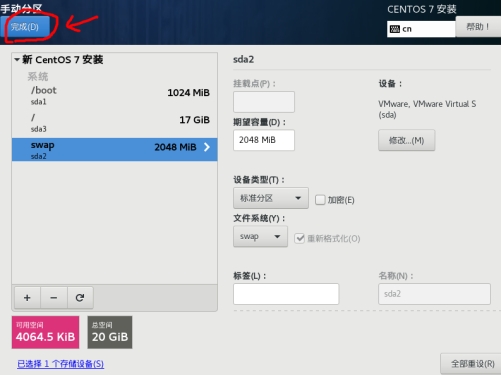 手动分区
CENTOS 7 安装
完成(D)
cn
帮助！
新 CentOS 7 安装
系统
/boot
1024 MiB
sda1
/
17 GiB
sda3
swap
2048 MiB
sda2
+ − 
可用空间
4064.5 KiB
总空间
20 GiB
已选择 1 个存储设备(S)
sda2
挂载点(P)：
设备：
VMware, VMware Virtual S
(sda)
期望容量(D)：
2048 MiB
修改...(M)
设备类型(T)：
标准分区
加密(E)
文件系统(Y)：
swap
重新格式化(O)
标签(L)：
名称(N)：
sda2
全部重设(R)